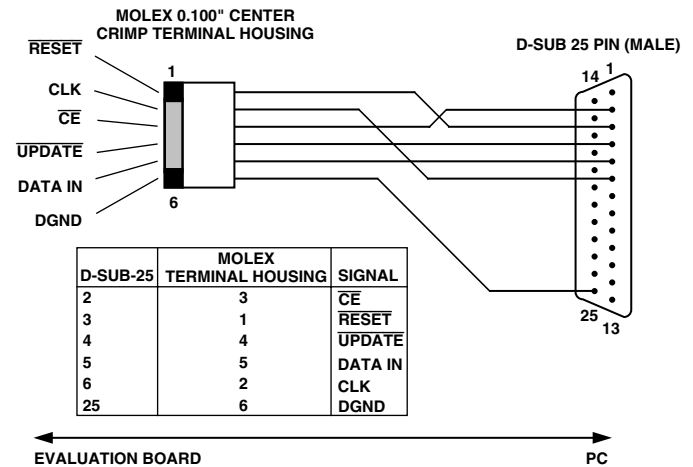 MOLEX 0.100" CENTER
CRIMP TERMINAL HOUSING
D-SUB 25 PIN (MALE)
RESET
CLK
CE
UPDATE
DATA IN
DGND
1
6
14 1
25
13
D-SUB-25 MOLEX TERMINAL HOUSING SIGNAL
2 3 CE
3 1 RESET
4 4 UPDATE
5 5 DATA IN
6 2 CLK
25 6 DGND
EVALUATION BOARD PC